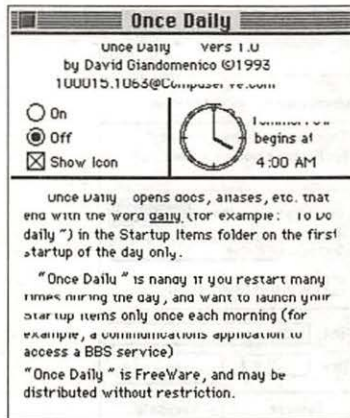 Once Daily
Once Daily vers 1.0
by David Giandomenico ©1993
100015.1063@Compuserve.com
On
Off
Show Icon
Tommorrow
begins at
4:00 AM
Once Daily opens docs, aliases, etc. that
end with the word daily (for example: To Do
daily ") in the Startup Items folder on the first
startup of the day only.
"Once Daily " is handy if you restart many
times during the day, and want to launch your
Startup Items only once each morning (for
example, a communications application to
access a BBS service)
"Once Daily " is FreeWare, and may be
distributed without restriction.